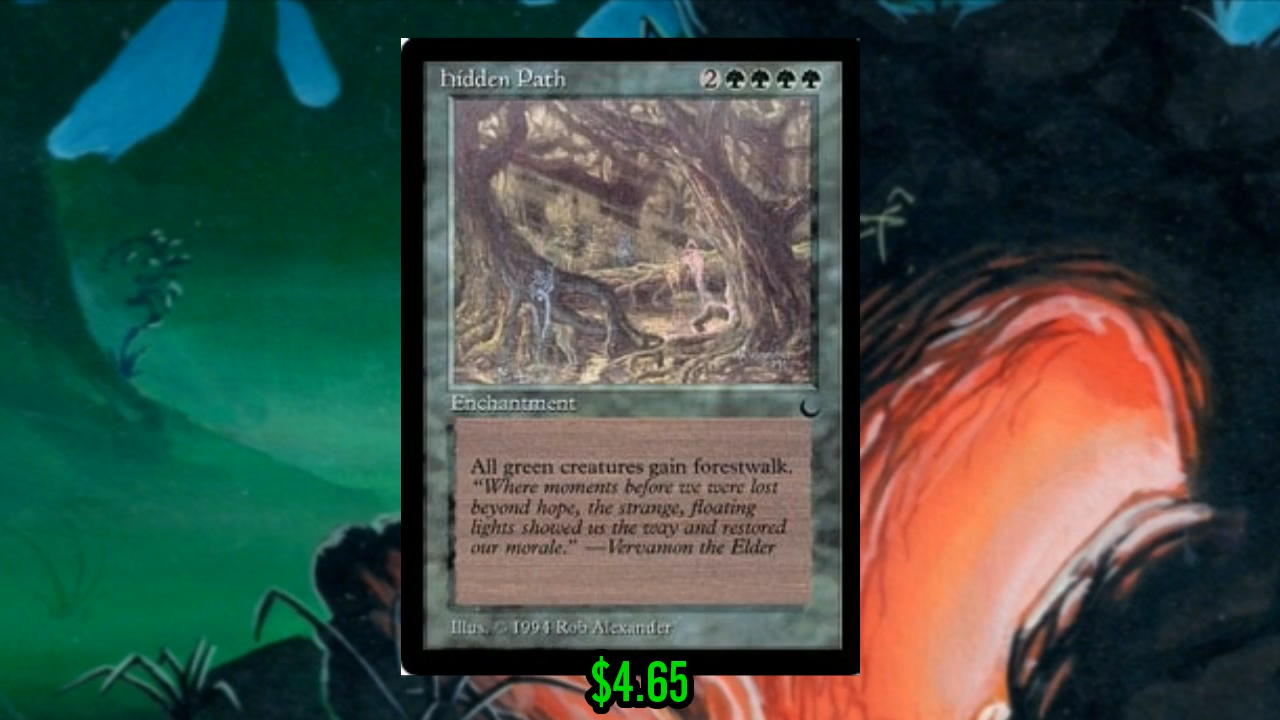 Hidden Path 2
Enchantment
All green creatures gain forestwalk.
"Where moments before we were lost
beyond hope, the strange, floating
lights showed us the way and restored
our morale." —Vervamon the Elder
Illus. © 1994 Rob Alexander
$4.65